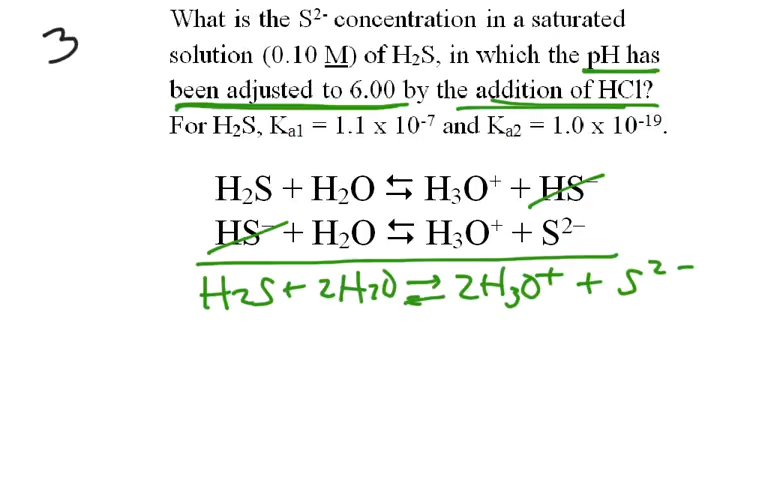 3
What is the S²⁻ concentration in a saturated
solution (0.10 M) of H₂S, in which the pH has
been adjusted to 6.00 by the addition of HCl?
For H₂S, Kₐ₁ = 1.1 x 10⁻⁷ and Kₐ₂ = 1.0 x 10⁻¹⁹.
H₂S + H₂O ⇆ H₃O⁺ + HS⁻
HS⁻ + H₂O ⇆ H₃O⁺ + S²⁻
H₂S + 2H₂O ⇄ 2H₃O⁺ + S²⁻